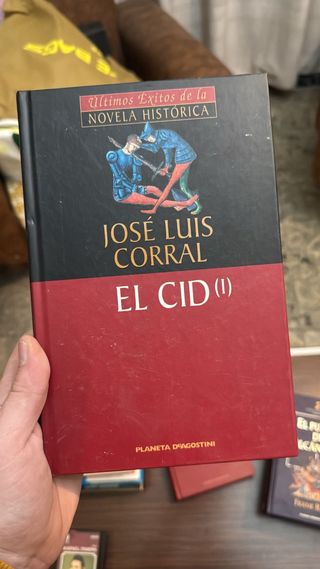 Últimos Éxitos de la
NOVELA HISTÓRICA
JOSÉ LUIS
CORRAL
EL CID (I)
PLANETA DEAGOSTINI